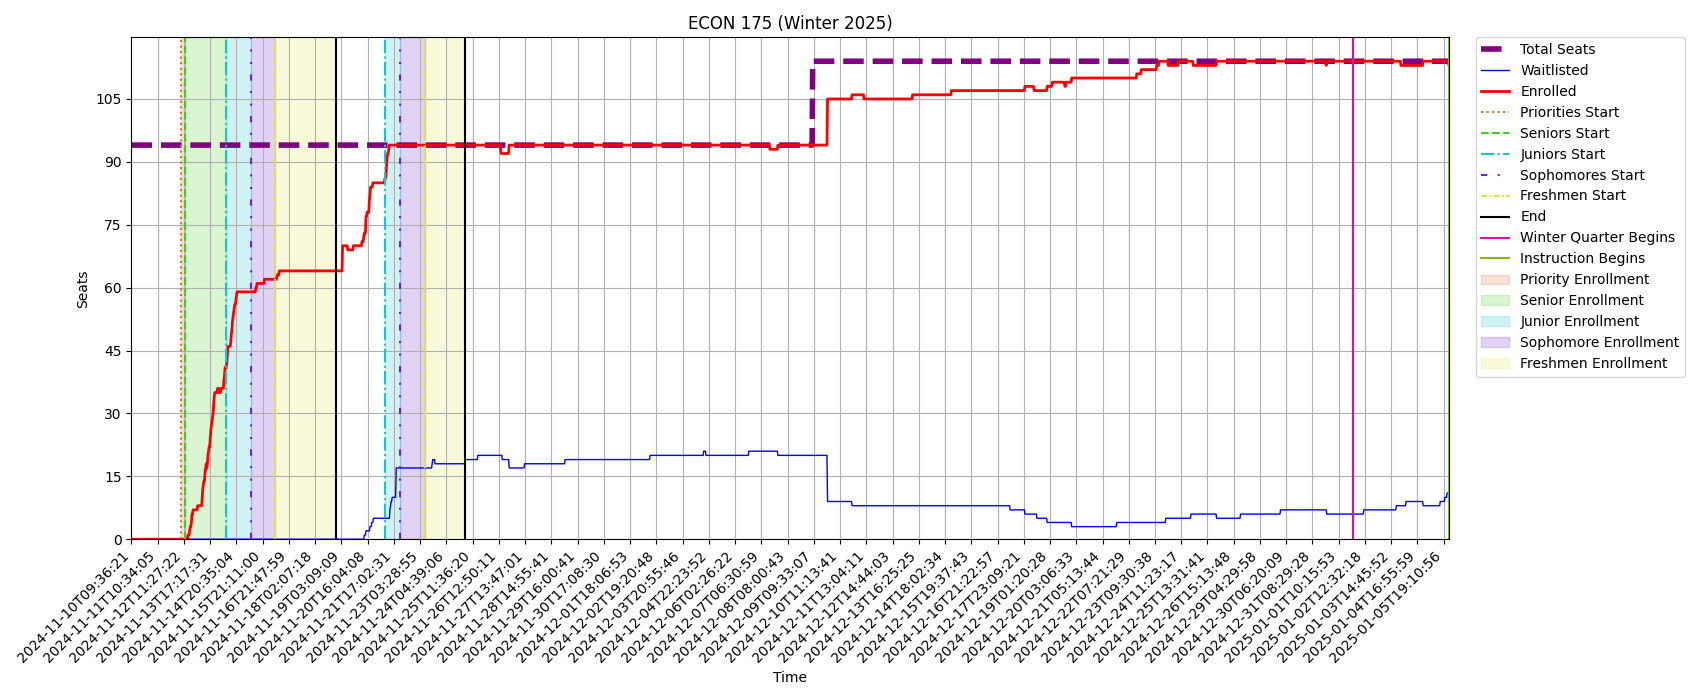 ECON 175 (Winter 2025)
Seats
105
90
75
60
45
30
15
0
2024-11-10T09:36:21
2024-11-11T10:34:05
2024-11-12T11:27:22
2024-11-13T17:17:31
2024-11-14T20:35:04
2024-11-15T21:11:00
2024-11-16T21:47:59
2024-11-18T02:07:18
2024-11-19T03:09:09
2024-11-20T16:04:08
2024-11-21T17:02:31
2024-11-23T03:28:55
2024-11-24T04:39:06
2024-11-25T11:36:20
2024-11-26T12:50:11
2024-11-27T13:47:01
2024-11-28T14:55:41
2024-11-29T16:00:41
2024-11-30T17:08:30
2024-12-01T18:06:53
2024-12-02T19:20:48
2024-12-03T20:55:46
2024-12-04T22:23:52
2024-12-06T02:26:22
2024-12-07T06:30:59
2024-12-08T08:00:43
2024-12-09T09:33:07
2024-12-10T11:13:41
2024-12-11T13:04:11
2024-12-12T14:44:03
2024-12-13T16:25:25
2024-12-14T18:02:34
2024-12-15T19:37:43
2024-12-16T21:22:57
2024-12-17T23:09:21
2024-12-19T01:20:28
2024-12-20T03:06:33
2024-12-21T05:13:44
2024-12-22T07:21:29
2024-12-23T09:30:38
2024-12-24T11:23:17
2024-12-25T13:31:41
2024-12-26T15:13:48
2024-12-29T04:29:58
2024-12-30T06:20:09
2024-12-31T08:29:28
2025-01-01T10:15:53
2025-01-02T12:32:18
2025-01-03T14:45:52
2025-01-04T16:55:59
2025-01-05T19:10:56
Time
Total Seats
Waitlisted
Enrolled
Priorities Start
Seniors Start
Juniors Start
Sophomores Start
Freshmen Start
End
Winter Quarter Begins
Instruction Begins
Priority Enrollment
Senior Enrollment
Junior Enrollment
Sophomore Enrollment
Freshmen Enrollment